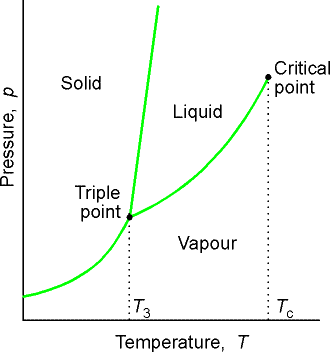 Solid
Critical
point
Liquid
Pressure, p
Triple
point
Vapour
T3
Tc
Temperature, T